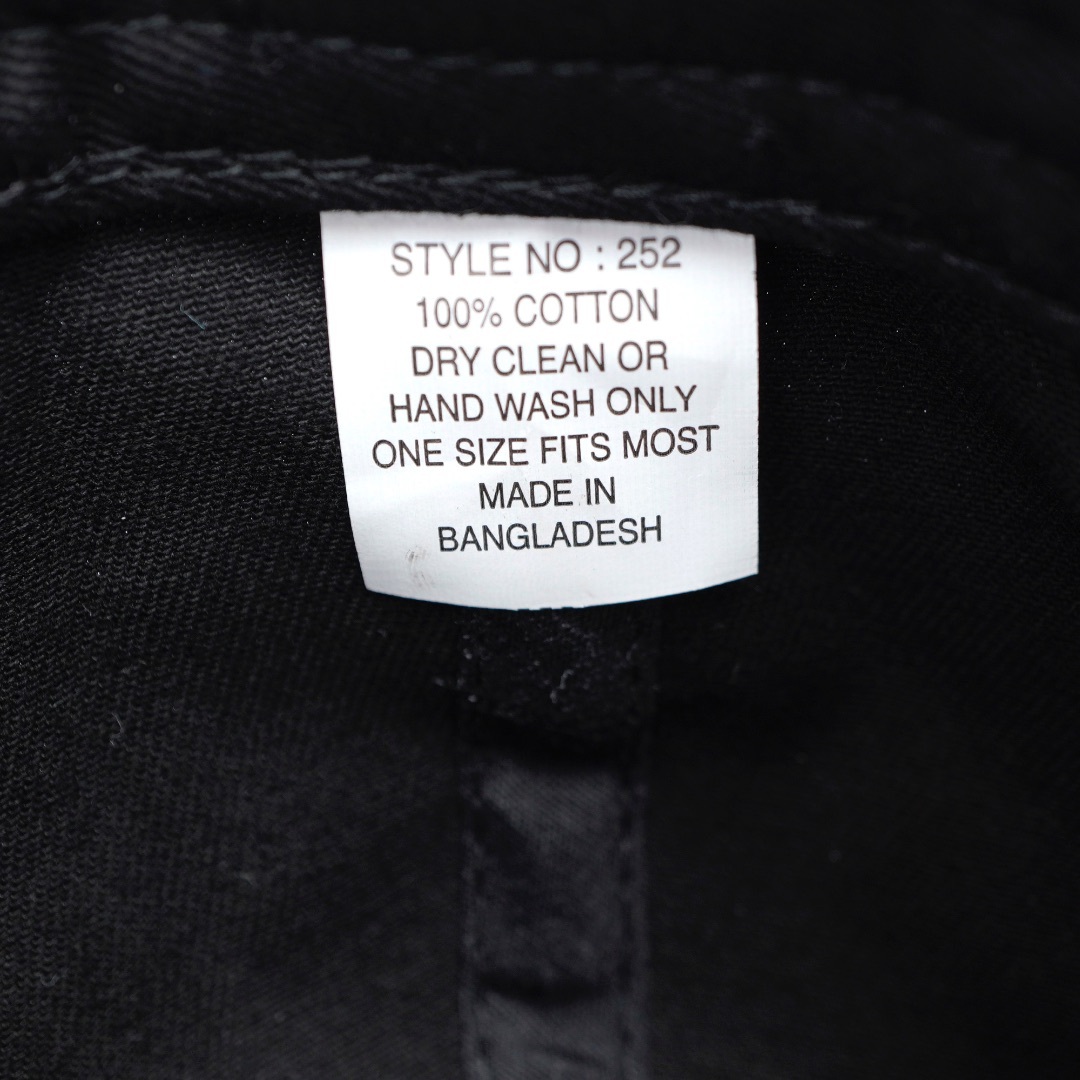 STYLE NO : 252
100% COTTON
DRY CLEAN OR
HAND WASH ONLY
ONE SIZE FITS MOST
MADE IN
BANGLADESH